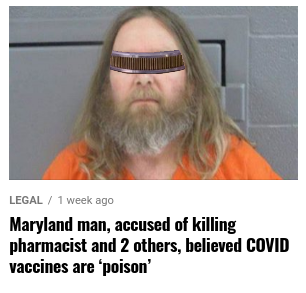 LEGAL / 1 week ago
Maryland man, accused of killing
pharmacist and 2 others, believed COVID
vaccines are ‘poison’